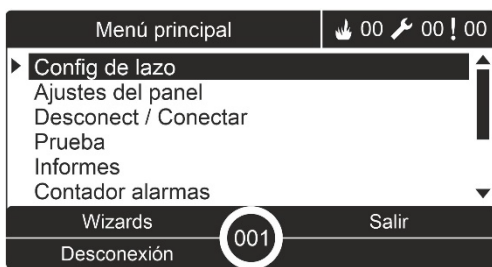 Menú principal 00 00 ! 00
Config de lazo
Ajustes del panel
Desconect / Conectar
Prueba
Informes
Contador alarmas
Wizards Salir
001
Desconexión